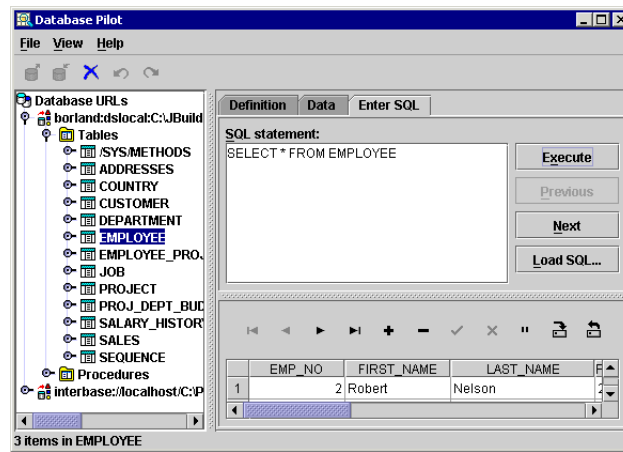 Database Pilot
File View Help
Database URLs
borland:dslocal:C:\JBuild
Tables
/SYS/METHODS
ADDRESSES
COUNTRY
CUSTOMER
DEPARTMENT
EMPLOYEE
EMPLOYEE_PROJ
JOB
PROJECT
PROJ_DEPT_BUD
SALARY_HISTOR
SALES
SEQUENCE
Procedures
interbase://localhost/C:\P
Definition Data Enter SQL
SQL statement:
SELECT * FROM EMPLOYEE
Execute
Previous
Next
Load SQL...
EMP_NO FIRST_NAME LAST_NAME F
1 2 Robert Nelson 2
3 items in EMPLOYEE